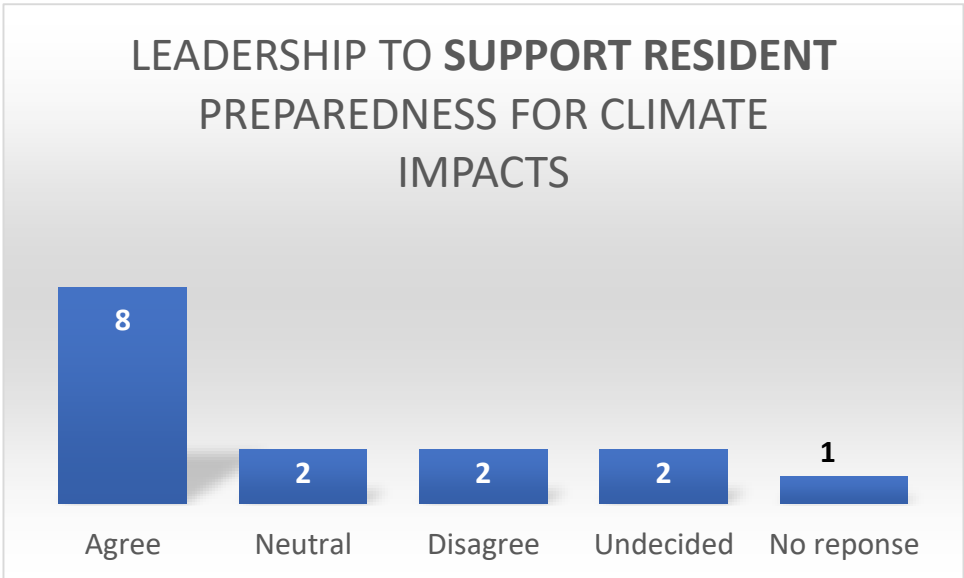 LEADERSHIP TO SUPPORT RESIDENT
PREPAREDNESS FOR CLIMATE
IMPACTS
8
2
2
2
1
Agree
Neutral
Disagree
Undecided
No reponse